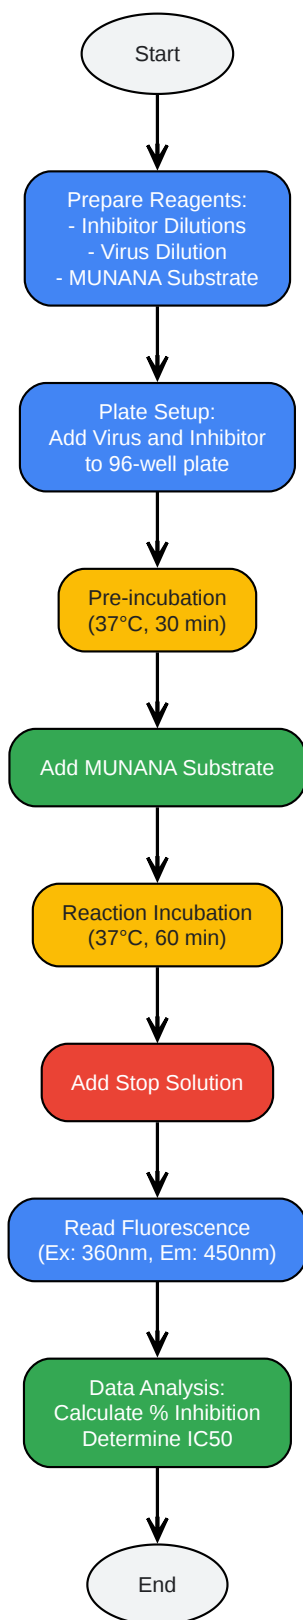 Start
Prepare Reagents:
- Inhibitor Dilutions
- Virus Dilution
- MUNANA Substrate
Plate Setup:
Add Virus and Inhibitor
to 96-well plate
Pre-incubation
(37°C, 30 min)
Add MUNANA Substrate
Reaction Incubation
(37°C, 60 min)
Add Stop Solution
Read Fluorescence
(Ex: 360nm, Em: 450nm)
Data Analysis:
Calculate % Inhibition
Determine IC50
End